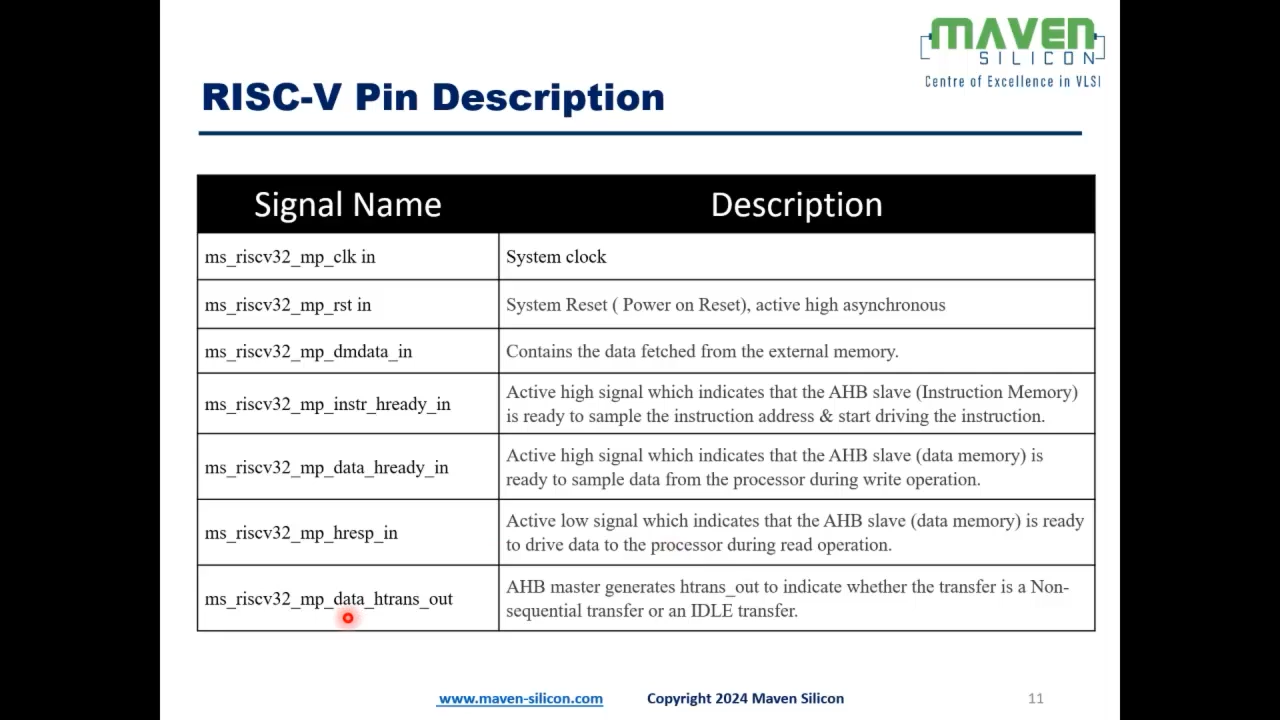 MAVEN
SILICON
Centre of Excellence in VLSI
RISC-V Pin Description
Signal Name
Description
ms_riscv32_mp_clk in
System clock
ms_riscv32_mp_rst in
System Reset ( Power on Reset), active high asynchronous
ms_riscv32_mp_dmdata_in
Contains the data fetched from the external memory.
ms_riscv32_mp_instr_hready_in
Active high signal which indicates that the AHB slave (Instruction Memory)
is ready to sample the instruction address & start driving the instruction.
ms_riscv32_mp_data_hready_in
Active high signal which indicates that the AHB slave (data memory) is
ready to sample data from the processor during write operation.
ms_riscv32_mp_hresp_in
Active low signal which indicates that the AHB slave (data memory) is ready
to drive data to the processor during read operation.
ms_riscv32_mp_data_htrans_out
AHB master generates htrans_out to indicate whether the transfer is a Non-
sequential transfer or an IDLE transfer.
www.maven-silicon.com
Copyright 2024 Maven Silicon
11